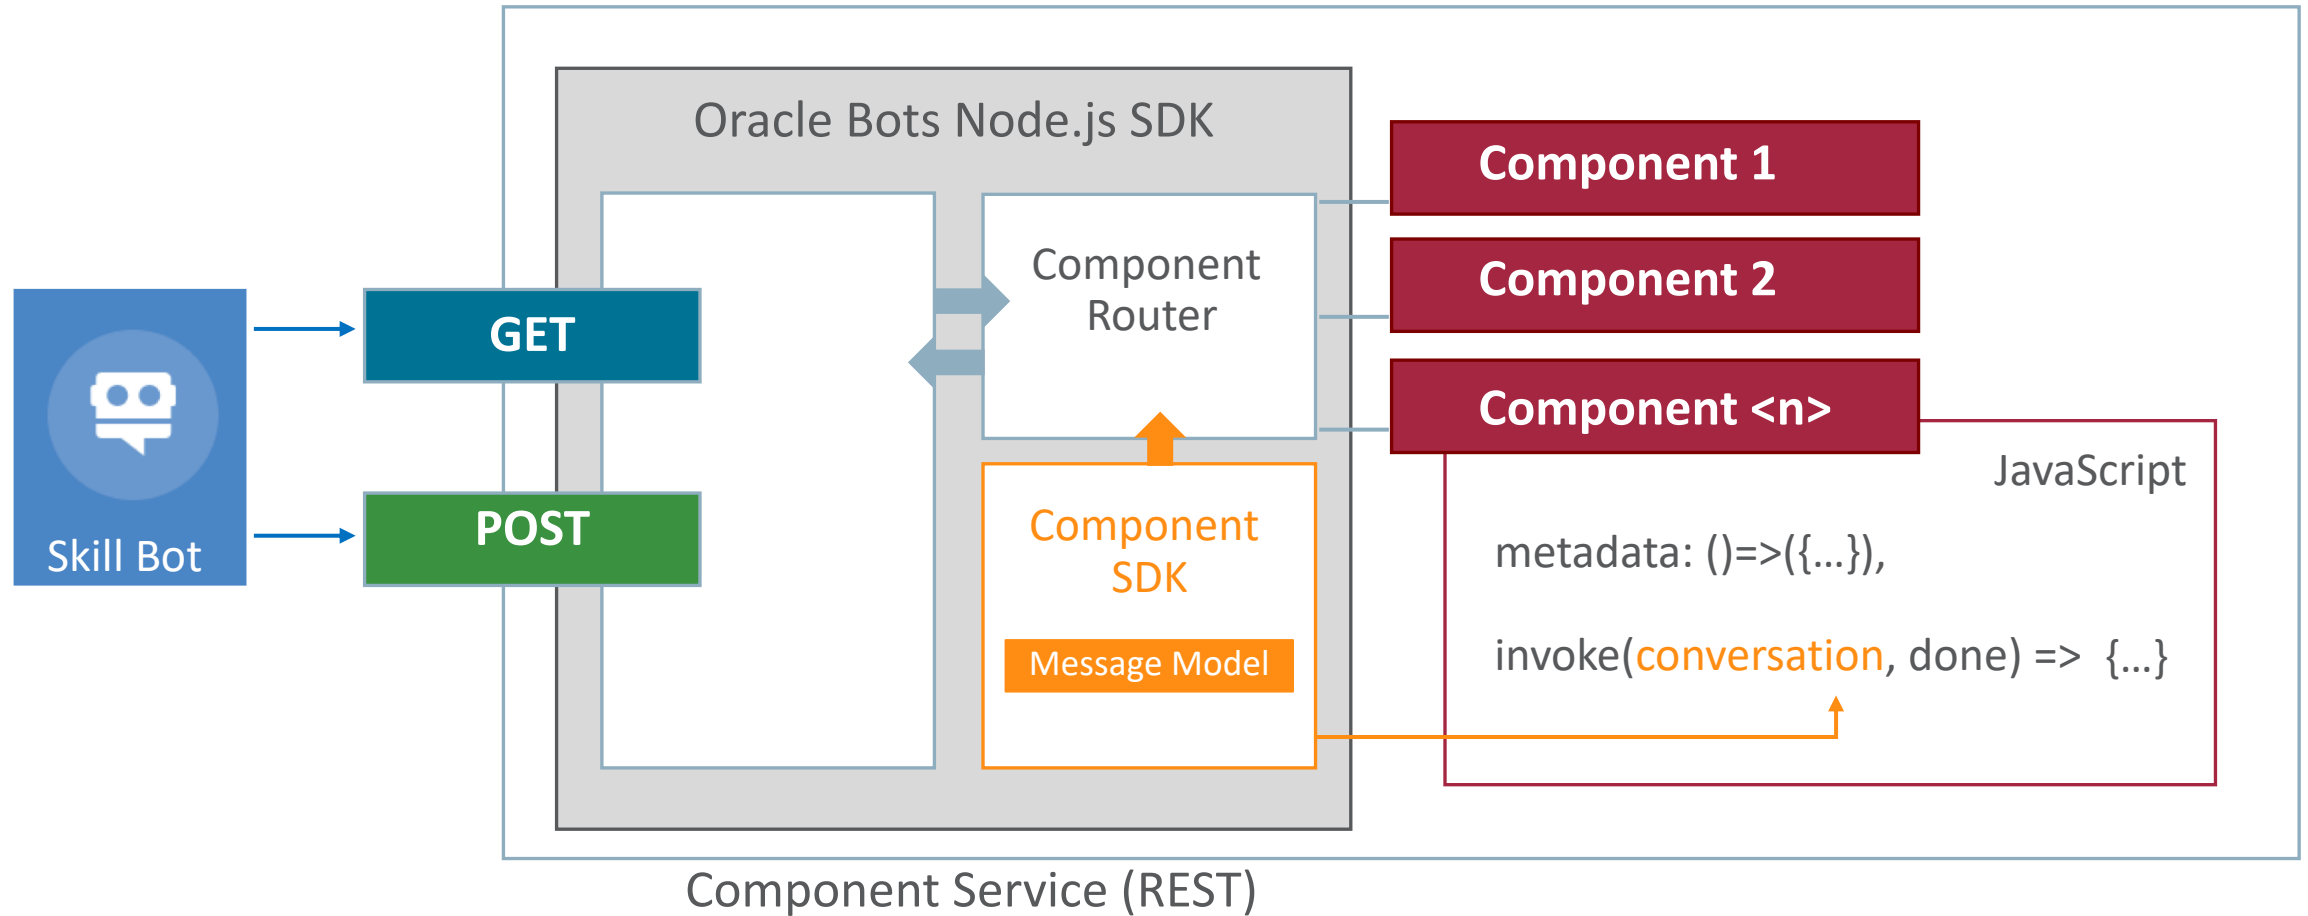 Oracle Bots Node.js SDK
Skill Bot
GET
POST
Component
Router
Component
SDK
Message Model
Component 1
Component 2
Component <n>
JavaScript
metadata: ()=>({...}),
invoke(conversation, done) => {...}
Component Service (REST)